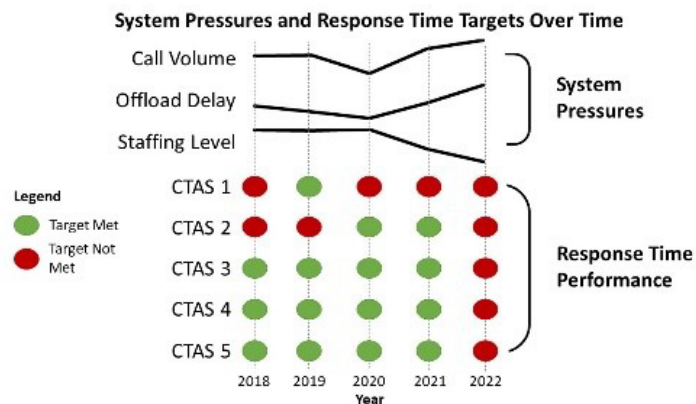 System Pressures and Response Time Targets Over Time
Call Volume
Offload Delay
Staffing Level
System
Pressures
CTAS 1
CTAS 2
CTAS 3
CTAS 4
CTAS 5
Legend
Target Met
Target Not
Met
Response Time
Performance
2018 2019 2020 2021 2022
Year